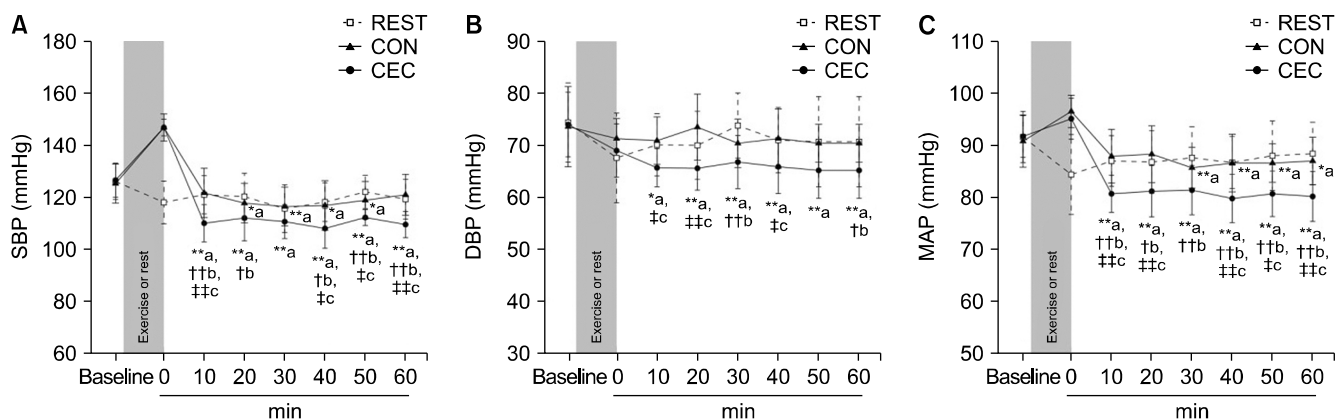 A
REST
CON
CEC
SBP (mmHg)
180
160
140
120
100
80
60
Exercise or rest
*a
**a
*a
*a
**a,
††b,
‡‡c
**a,
†b
**a
**a,
†b,
‡c
**a,
††b,
‡c
**a,
††b,
‡‡c
Baseline 0 10 20 30 40 50 60
min
B
REST
CON
CEC
DBP (mmHg)
90
80
70
60
50
40
30
Exercise or rest
*a,
‡c
**a,
‡‡c
**a,
††b
**a,
‡c
**a
**a,
†b
Baseline 0 10 20 30 40 50 60
min
C
REST
CON
CEC
MAP (mmHg)
110
100
90
80
70
60
50
Exercise or rest
**a
**a
**a
*a
**a,
††b,
‡‡c
**a,
†b,
‡‡c
**a,
††b
**a,
††b,
‡‡c
**a,
††b,
‡c
**a,
††b,
‡‡c
Baseline 0 10 20 30 40 50 60
min